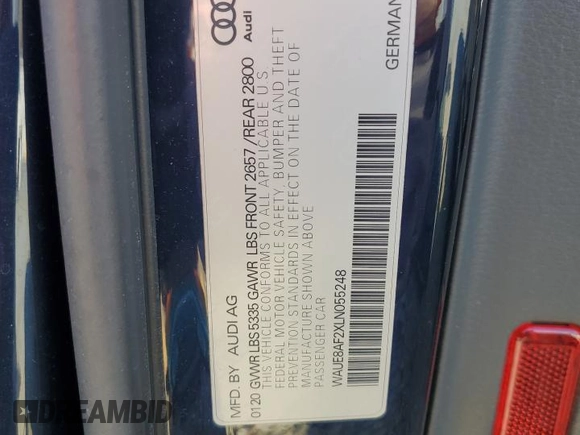 Audi
MFD. BY AUDI AG
GERMAN
0120 GVWR LBS 5335 GAWR LBS FRONT 2657 / REAR 2800
THIS VEHICLE CONFORMS TO ALL APPLICABLE U.S.
FEDERAL MOTOR VEHICLE SAFETY, BUMPER AND THEFT
PREVENTION STANDARDS IN EFFECT ON THE DATE OF
MANUFACTURE SHOWN ABOVE
PASSENGER CAR
WAUE8AF2XLN055248
DREAMBID